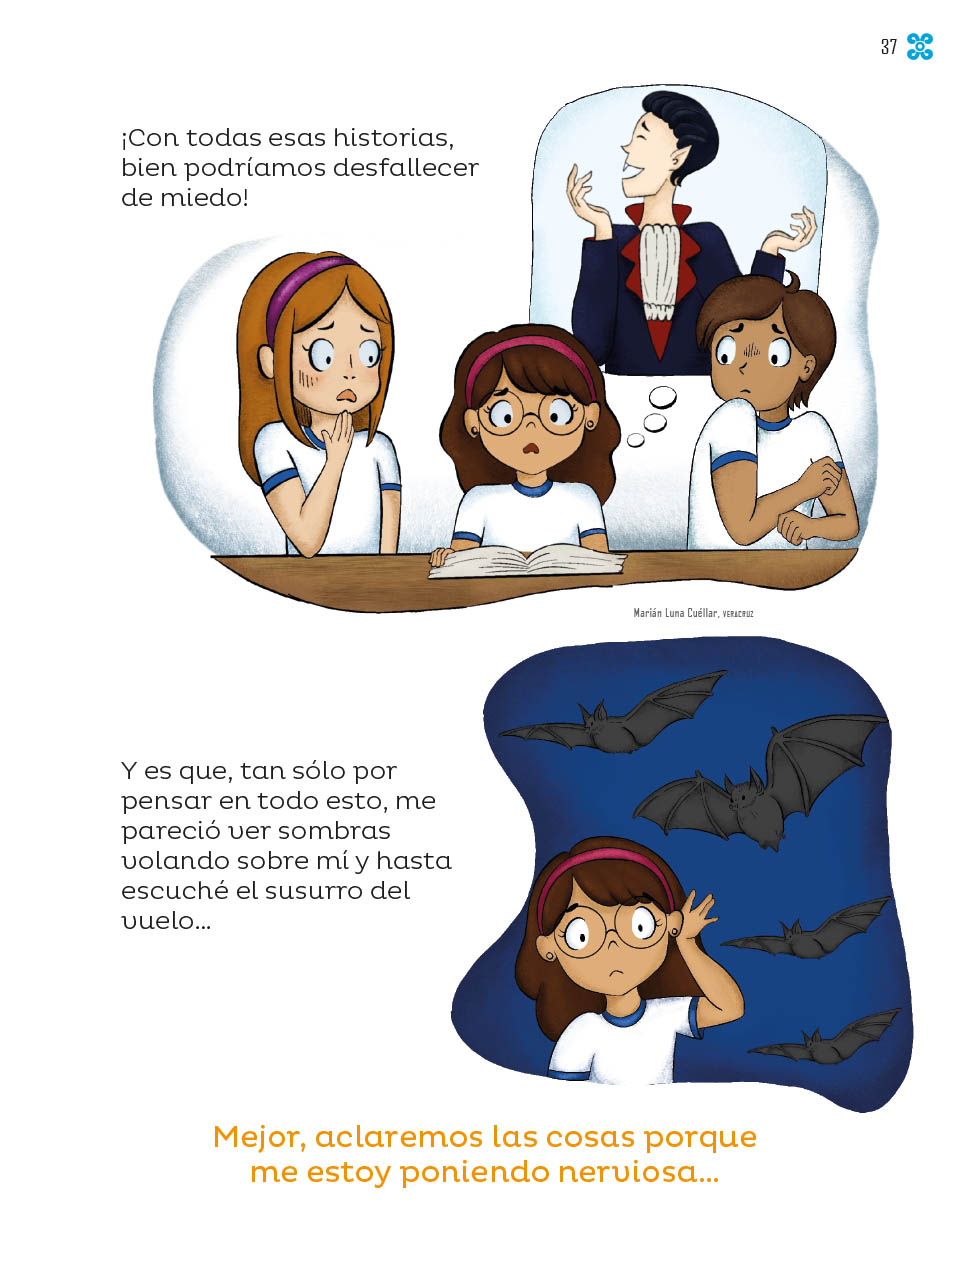 37
¡Con todas esas historias,
bien podríamos desfallecer
de miedo!
Marián Luna Cuéllar, VERACRUZ
Y es que, tan sólo por
pensar en todo esto, me
pareció ver sombras
volando sobre mí y hasta
escuché el susurro del
vuelo...
Mejor, aclaremos las cosas porque
me estoy poniendo nerviosa...